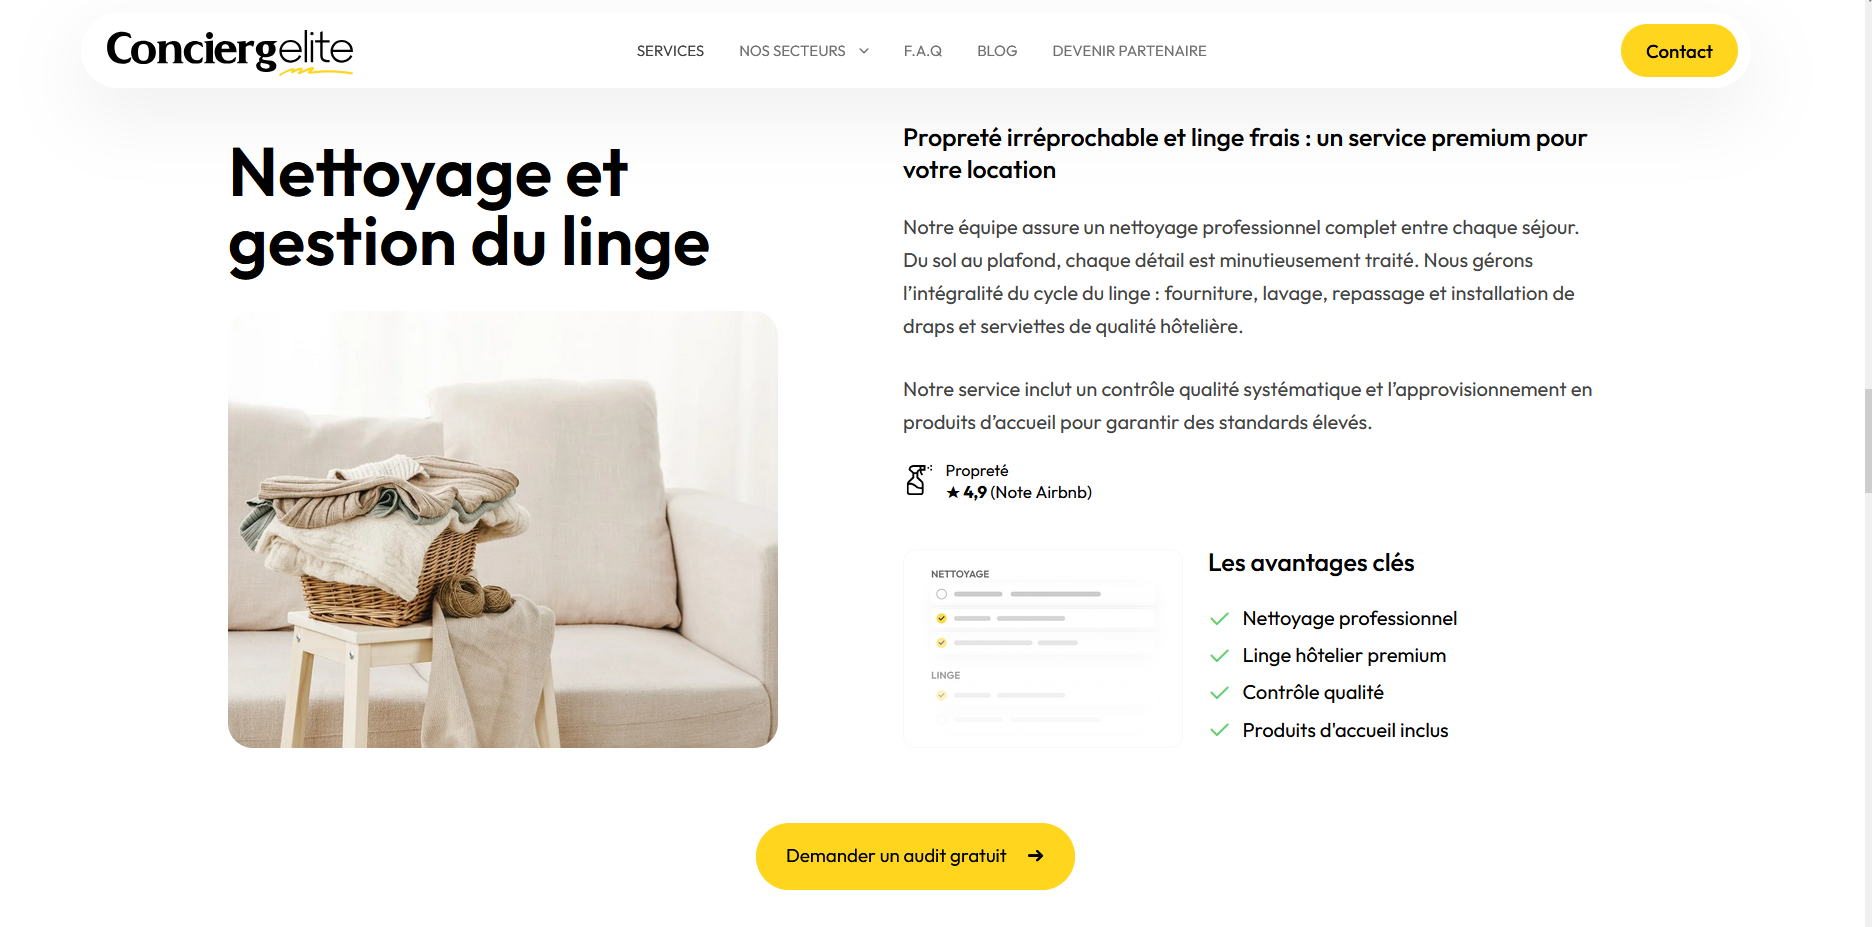 Conciergelite
SERVICES
NOS SECTEURS
F.A.Q
BLOG
DEVENIR PARTENAIRE
Contact
Nettoyage et
gestion du linge
Propreté irréprochable et linge frais : un service premium pour
votre location
Notre équipe assure un nettoyage professionnel complet entre chaque séjour.
Du sol au plafond, chaque détail est minutieusement traité. Nous gérons
l’intégralité du cycle du linge : fourniture, lavage, repassage et installation de
draps et serviettes de qualité hôtelière.
Notre service inclut un contrôle qualité systématique et l’approvisionnement en
produits d’accueil pour garantir des standards élevés.
Propreté
★ 4,9 (Note Airbnb)
NETTOYAGE
LINGE
Les avantages clés
Nettoyage professionnel
Linge hôtelier premium
Contrôle qualité
Produits d'accueil inclus
Demander un audit gratuit →